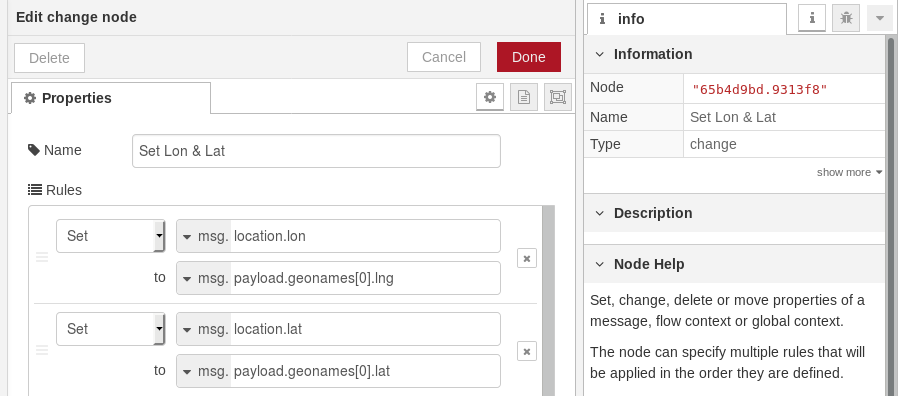 Edit change node
Delete
Cancel
Done
Properties
Name
Set Lon & Lat
Rules
Set
msg. location.lon
to
msg. payload.geonames[0].lng
Set
msg. location.lat
to
msg. payload.geonames[0].lat
info
Information
Node
"65b4d9bd.9313f8"
Name
Set Lon & Lat
Type
change
show more
Description
Node Help
Set, change, delete or move properties of a
message, flow context or global context.
The node can specify multiple rules that will
be applied in the order they are defined.